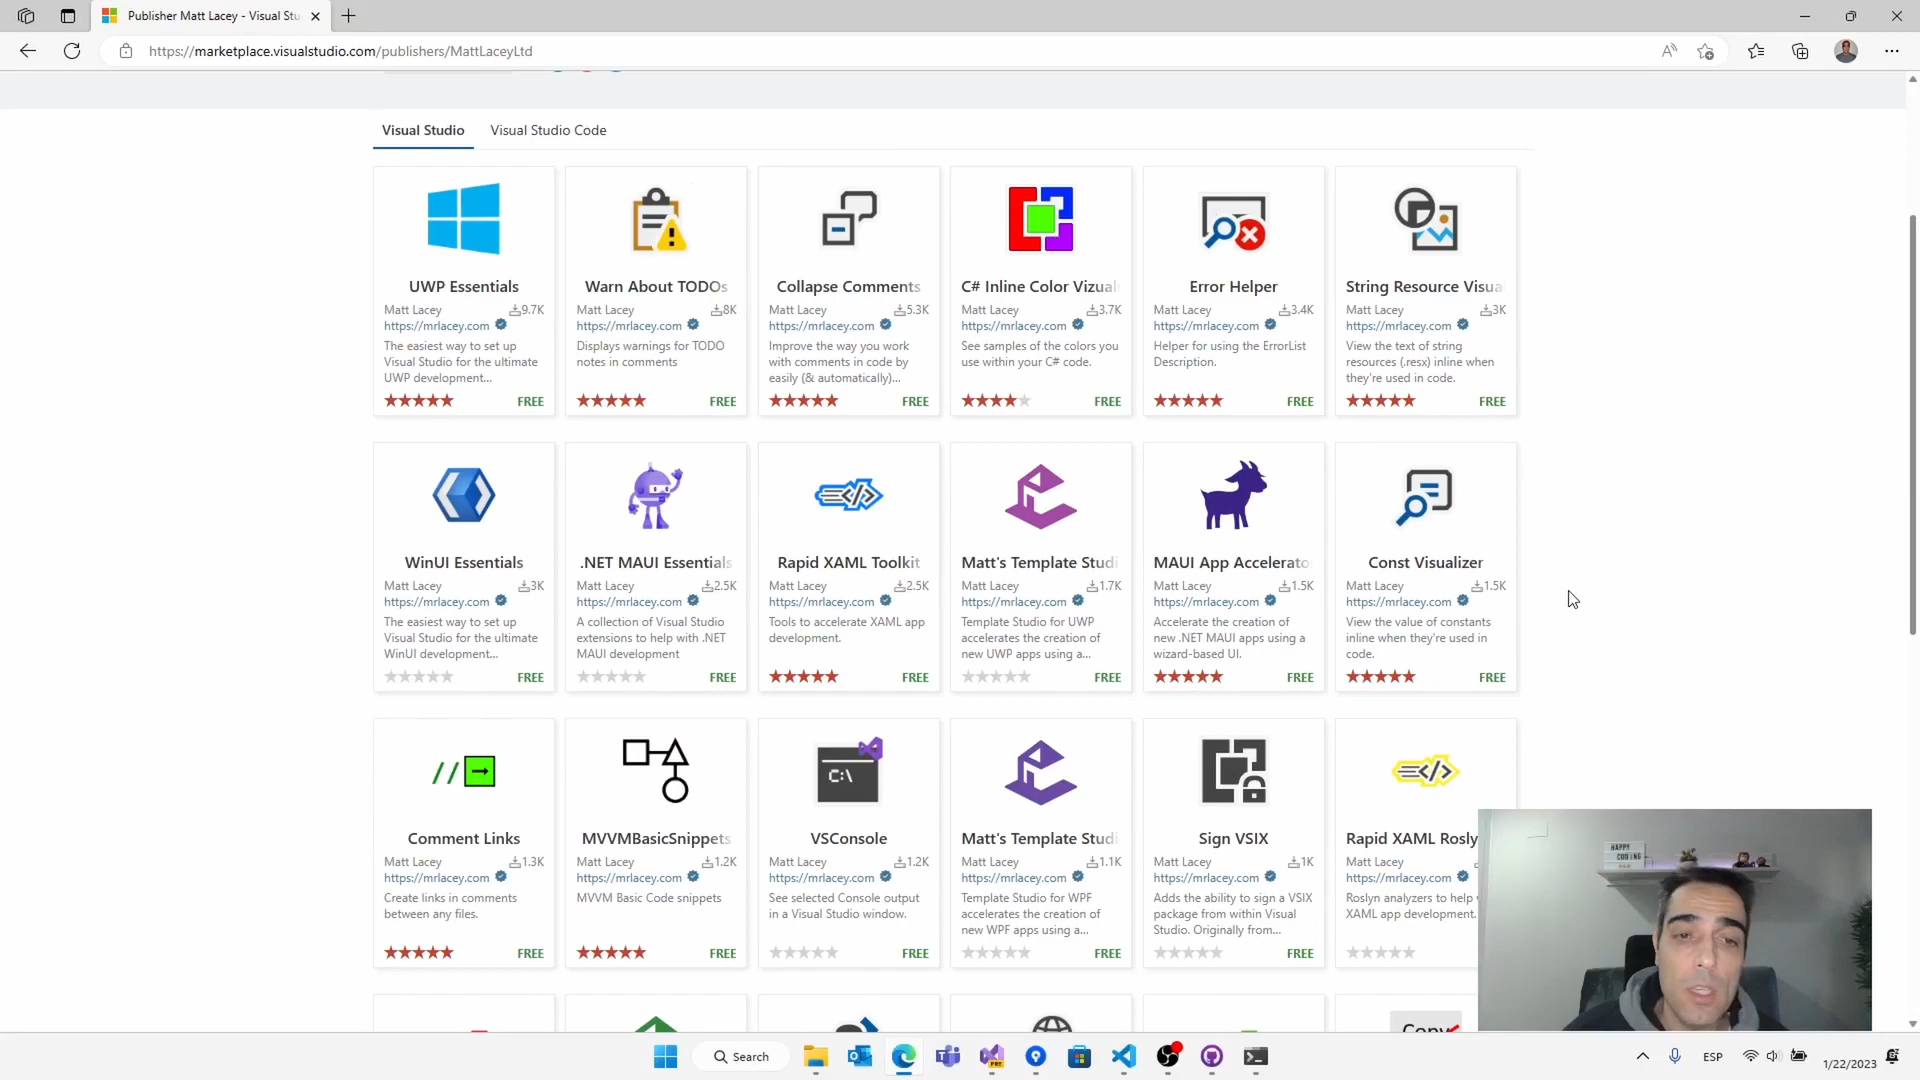 Publisher Matt Lacey - Visual Stu
https://marketplace.visualstudio.com/publishers/MattLaceyLtd
Visual Studio
Visual Studio Code
UWP Essentials
Matt Lacey
9.7K
https://mrlacey.com
The easiest way to set up
Visual Studio for the ultimate
UWP development...
FREE
Warn About TODOs
Matt Lacey
8K
https://mrlacey.com
Displays warnings for TODO
notes in comments
FREE
Collapse Comments
Matt Lacey
5.3K
https://mrlacey.com
Improve the way you work
with comments in code by
easily (& automatically)...
FREE
C# Inline Color Vizual
Matt Lacey
3.7K
https://mrlacey.com
See samples of the colors you
use within your C# code.
FREE
Error Helper
Matt Lacey
3.4K
https://mrlacey.com
Helper for using the ErrorList
Description.
FREE
String Resource Visua
Matt Lacey
3K
https://mrlacey.com
View the text of string
resources (.resx) inline when
they're used in code.
FREE
WinUI Essentials
Matt Lacey
3K
https://mrlacey.com
The easiest way to set up
Visual Studio for the ultimate
WinUI development...
FREE
.NET MAUI Essentials
Matt Lacey
2.5K
https://mrlacey.com
A collection of Visual Studio
extensions to help with .NET
MAUI development
FREE
Rapid XAML Toolkit
Matt Lacey
2.5K
https://mrlacey.com
Tools to accelerate XAML app
development.
FREE
Matt's Template Studi
Matt Lacey
1.7K
https://mrlacey.com
Template Studio for UWP
accelerates the creation of
new UWP apps using a...
FREE
MAUI App Accelerato
Matt Lacey
1.5K
https://mrlacey.com
Accelerate the creation of
new .NET MAUI apps using a
wizard-based UI.
FREE
Const Visualizer
Matt Lacey
1.5K
https://mrlacey.com
View the value of constants
inline when they're used in
code.
FREE
//
Comment Links
Matt Lacey
1.3K
https://mrlacey.com
Create links in comments
between any files.
FREE
MVVMBasicSnippets
Matt Lacey
1.2K
https://mrlacey.com
MVVM Basic Code snippets
FREE
C:\
VSConsole
Matt Lacey
1.2K
https://mrlacey.com
See selected Console output
in a Visual Studio window.
FREE
Matt's Template Studi
Matt Lacey
1.1K
https://mrlacey.com
Template Studio for WPF
accelerates the creation of
new WPF apps using a...
FREE
Sign VSIX
Matt Lacey
1K
https://mrlacey.com
Adds the ability to sign a VSIX
package from within Visual
Studio. Originally from...
FREE
Rapid XAML Rosly
Matt Lacey
https://mrlacey.com
Roslyn analyzers to help
XAML app development.
HAPPY
CODING
Search
PRE
ESP
1/22/2023